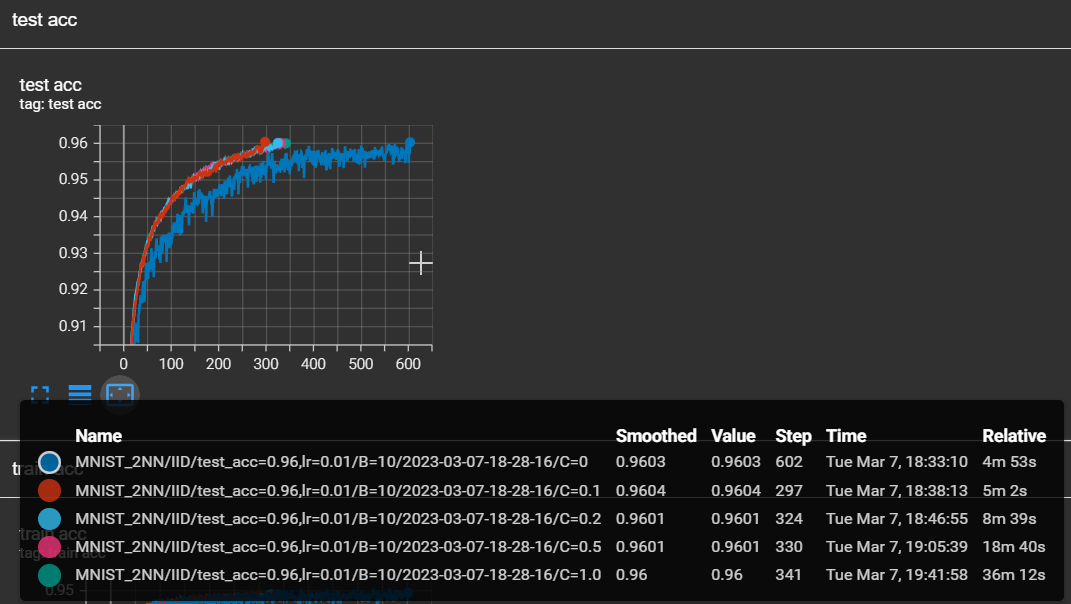 test acc
test acc
tag: test acc
0.96
0.95
0.94
0.93
0.92
0.91
0 100 200 300 400 500 600
Name Smoothed Value Step Time Relative
MNIST_2NN/IID/test_acc=0.96,lr=0.01/B=10/2023-03-07-18-28-16/C=0 0.9603 0.9603 602 Tue Mar 7, 18:33:10 4m 53s
train acc
MNIST_2NN/IID/test_acc=0.96,lr=0.01/B=10/2023-03-07-18-28-16/C=0.1 0.9604 0.9604 297 Tue Mar 7, 18:38:13 5m 2s
MNIST_2NN/IID/test_acc=0.96,lr=0.01/B=10/2023-03-07-18-28-16/C=0.2 0.9601 0.9601 324 Tue Mar 7, 18:46:55 8m 39s
train acc
MNIST_2NN/IID/test_acc=0.96,lr=0.01/B=10/2023-03-07-18-28-16/C=0.5 0.9601 0.9601 330 Tue Mar 7, 19:05:39 18m 40s
tag: train acc
MNIST_2NN/IID/test_acc=0.96,lr=0.01/B=10/2023-03-07-18-28-16/C=1.0 0.96 0.96 341 Tue Mar 7, 19:41:58 36m 12s
0.95